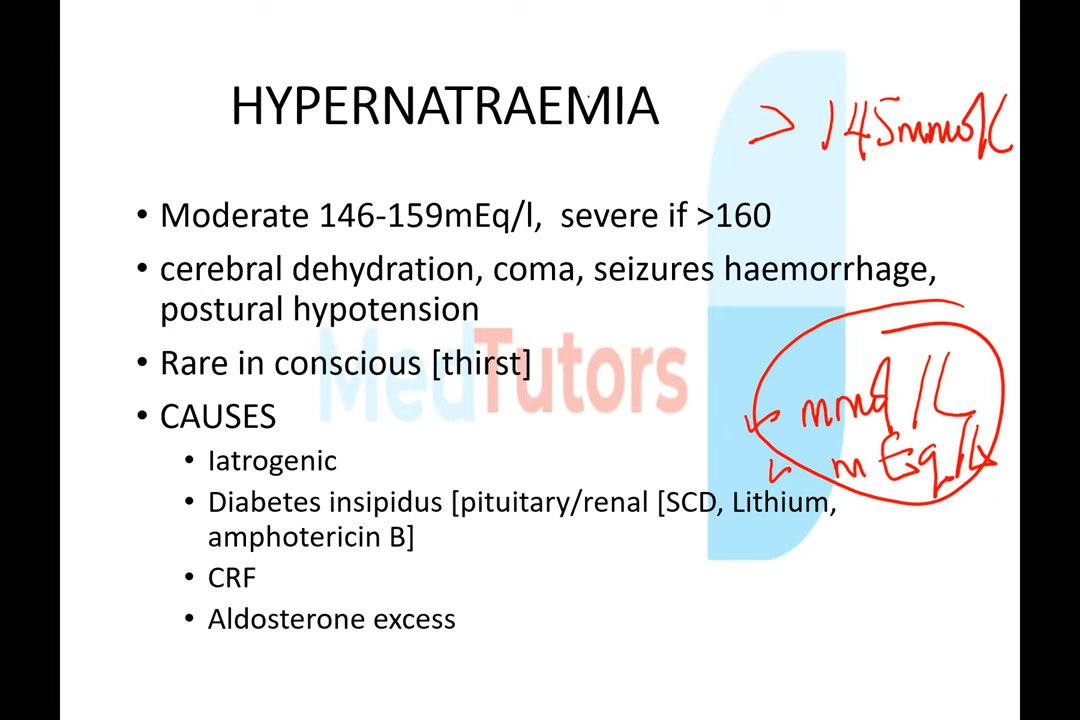 HYPERNATRAEMIA
> 145mmol/L
• Moderate 146-159mEq/l, severe if >160
• cerebral dehydration, coma, seizures haemorrhage,
postural hypotension
• Rare in conscious [thirst]
MedTutors
mmol/L
mEq/L
• CAUSES
• Iatrogenic
• Diabetes insipidus [pituitary/renal [SCD, Lithium,
amphotericin B]
• CRF
• Aldosterone excess